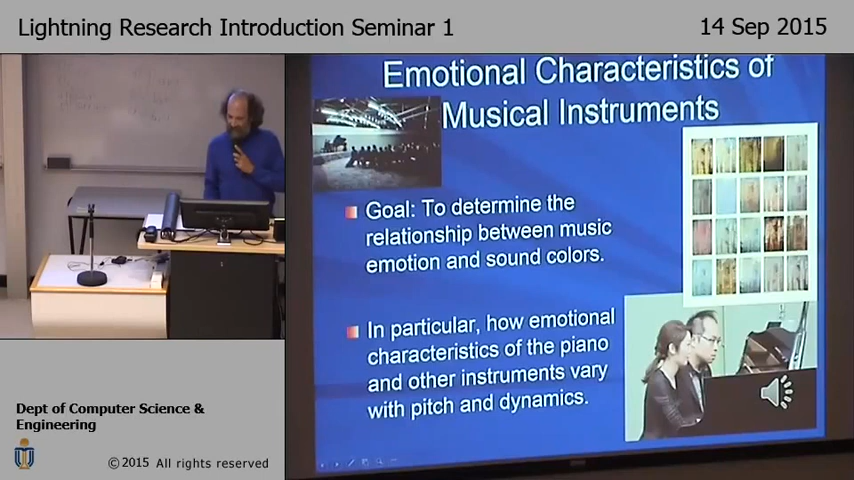 Lightning Research Introduction Seminar 1
14 Sep 2015
Emotional Characteristics of
Musical Instruments
Goal: To determine the
relationship between music
emotion and sound colors.
In particular, how emotional
characteristics of the piano
and other instruments vary
with pitch and dynamics.
Dept of Computer Science &
Engineering
©2015 All rights reserved